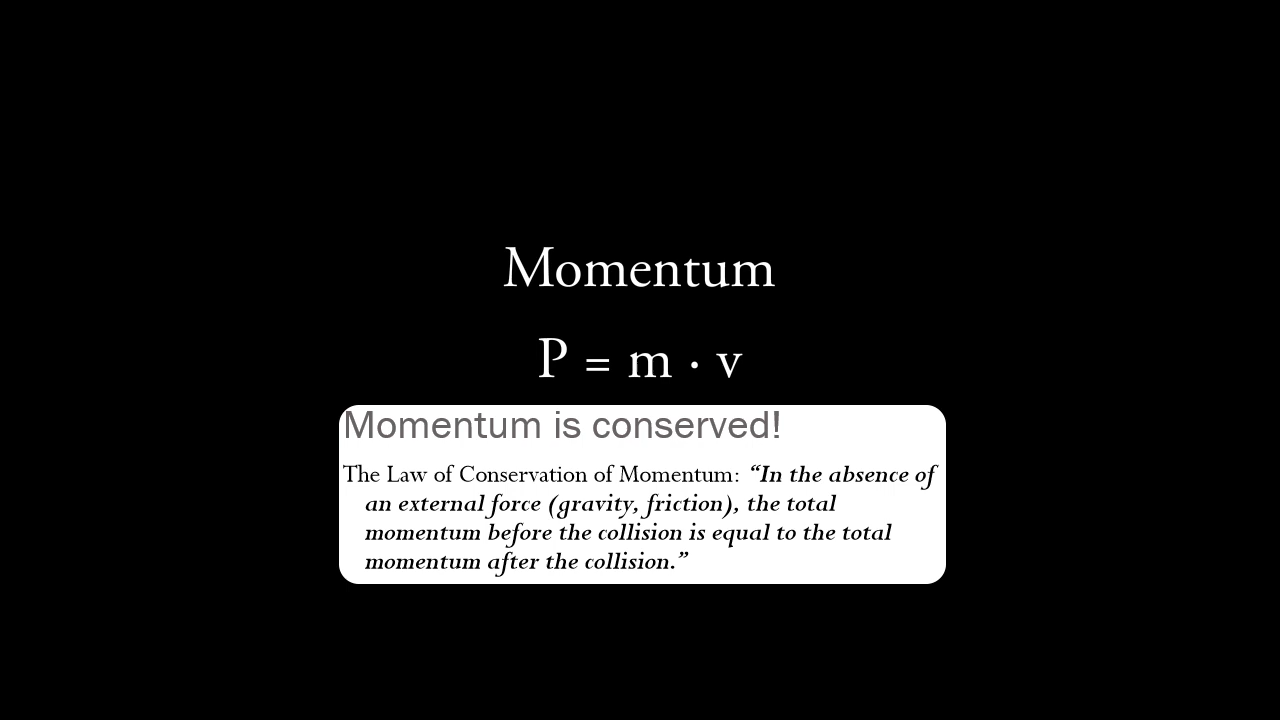 Momentum
P = m · v
Momentum is conserved!
The Law of Conservation of Momentum: “In the absence of
an external force (gravity, friction), the total
momentum before the collision is equal to the total
momentum after the collision.”